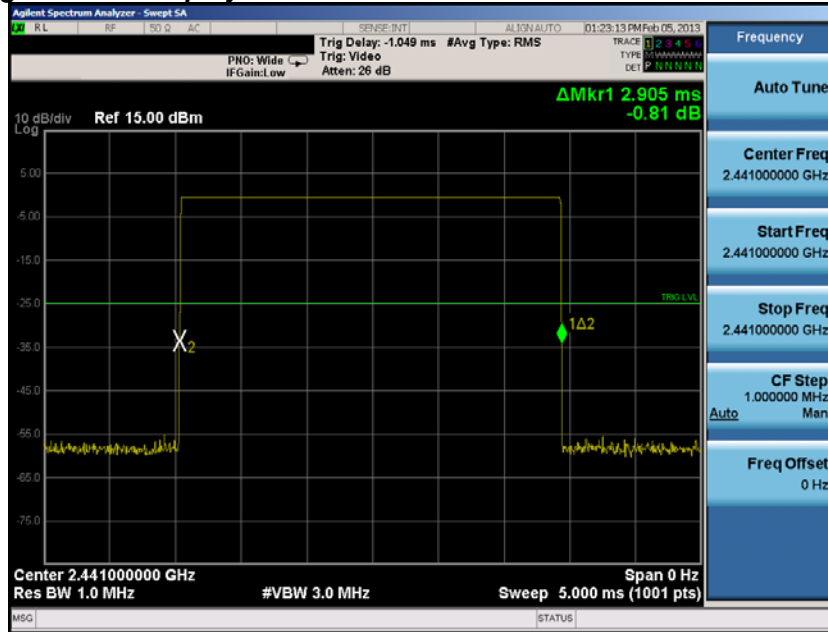 Agilent Spectrum Analyzer - Swept SA
RL RF 50 Ω AC SENSE:INT ALIGN AUTO 01:23:13 PM Feb 05, 2013
Trig Delay: -1.049 ms #Avg Type: RMS TRACE 1 2 3 4 5 6
PNO: Wide Trig: Video TYPE MWWWWW
IFGain:Low Atten: 26 dB DET P N N N N N
ΔMkr1 2.905 ms
-0.81 dB
10 dB/div Ref 15.00 dBm
Log
5.00
-5.00
-15.0
-25.0
TRIG LVL
-35.0
2
1Δ2
-45.0
-55.0
-65.0
-75.0
Center 2.441000000 GHz Span 0 Hz
Res BW 1.0 MHz #VBW 3.0 MHz Sweep 5.000 ms (1001 pts)
MSG STATUS
Frequency
Auto Tune
Center Freq
2.441000000 GHz
Start Freq
2.441000000 GHz
Stop Freq
2.441000000 GHz
CF Step
1.000000 MHz
Auto Man
Freq Offset
0 Hz